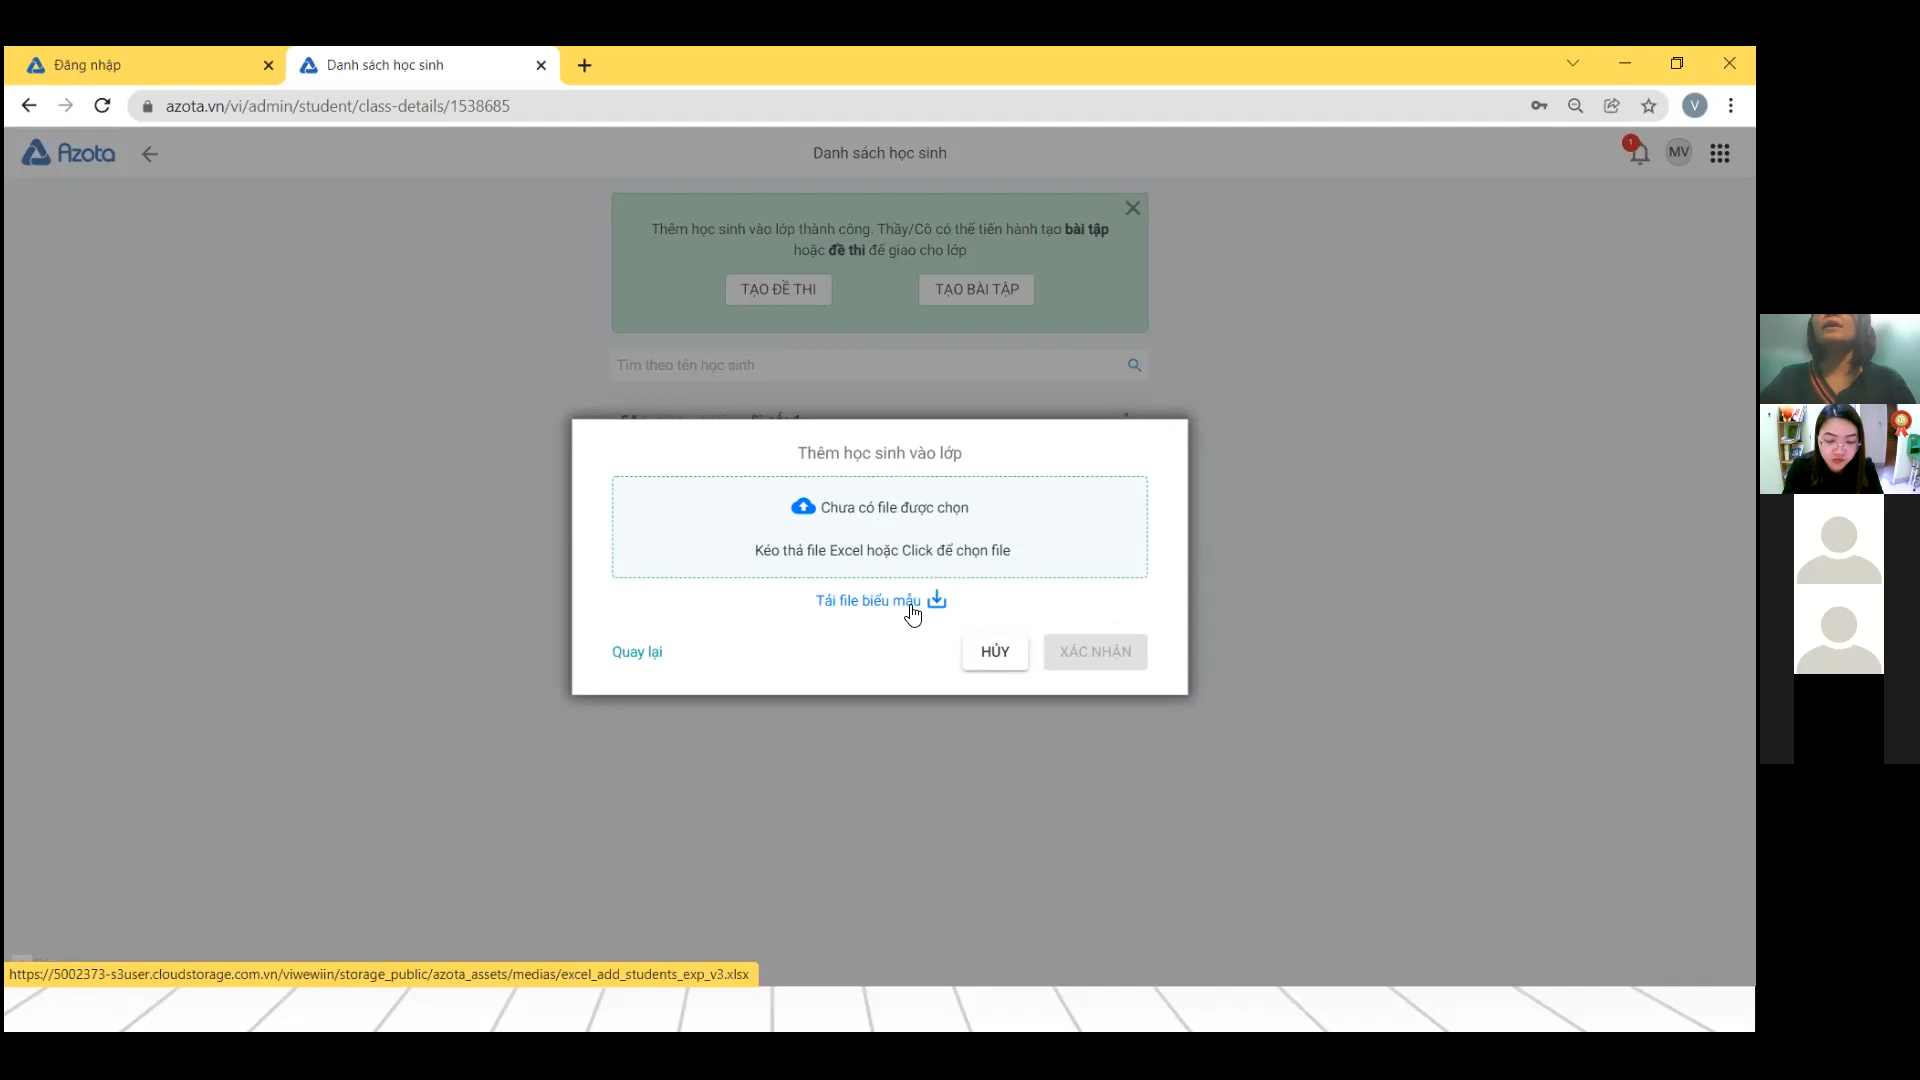 Đăng nhập
Danh sách học sinh
azota.vn/vi/admin/student/class-details/1538685
V
Azota
Danh sách học sinh
1
MV
Thêm học sinh vào lớp thành công. Thầy/Cô có thể tiến hành tạo bài tập
hoặc đề thi để giao cho lớp
TẠO ĐỀ THI
TẠO BÀI TẬP
Tìm theo tên học sinh
Thêm học sinh vào lớp
Chưa có file được chọn
Kéo thả file Excel hoặc Click để chọn file
Tải file biểu mẫu
Quay lại
HỦY
XÁC NHẬN
https://5002373-s3user.cloudstorage.com.vn/viwewiin/storage_public/azota_assets/medias/excel_add_students_exp_v3.xlsx